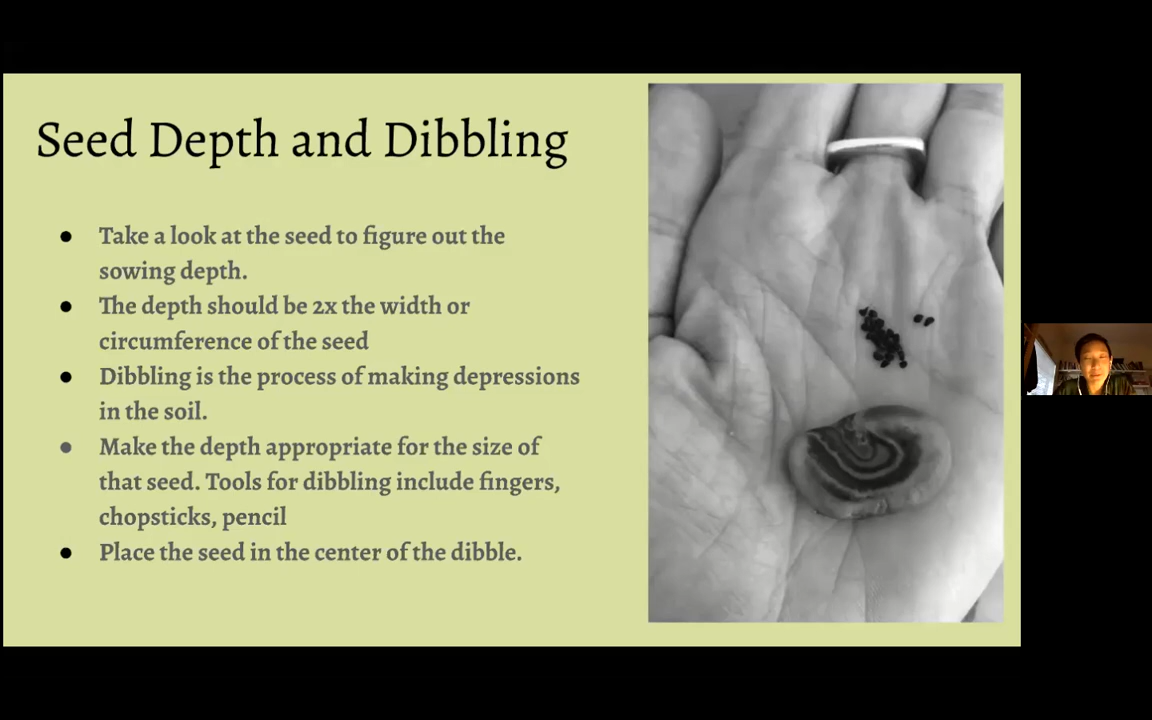 Seed Depth and Dibbling
● Take a look at the seed to figure out the
sowing depth.
● The depth should be 2x the width or
circumference of the seed
● Dibbling is the process of making depressions
in the soil.
● Make the depth appropriate for the size of
that seed. Tools for dibbling include fingers,
chopsticks, pencil
● Place the seed in the center of the dibble.